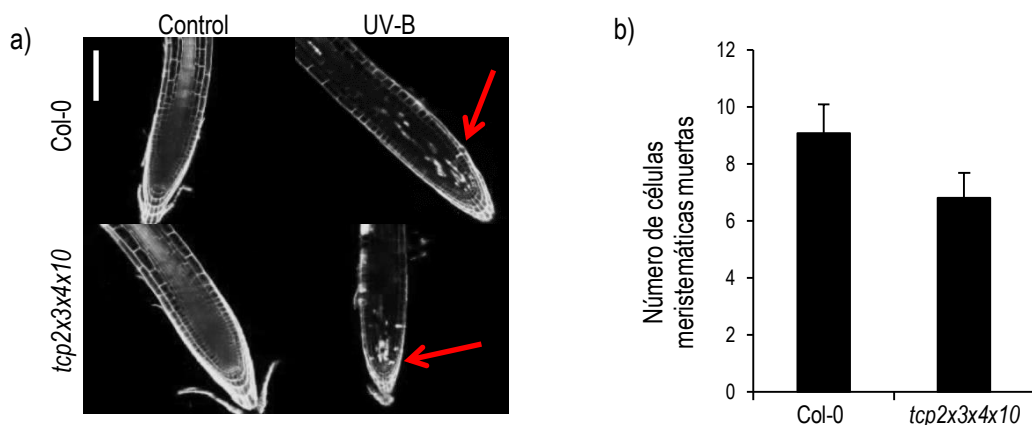 a)
Control
UV-B
Col-0
tcp2x3x4x10
b)
Número de células
meristemáticas muertas
12
10
8
6
4
2
0
Col-0
tcp2x3x4x10